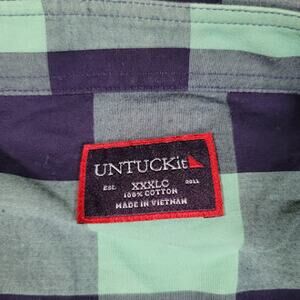 UNTUCKit
EST. XXXLC 2011
100% COTTON
MADE IN VIETNAM